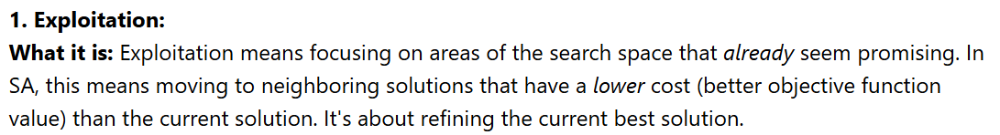 1. Exploitation:
What it is: Exploitation means focusing on areas of the search space that already seem promising. In
SA, this means moving to neighboring solutions that have a lower cost (better objective function
value) than the current solution. It's about refining the current best solution.